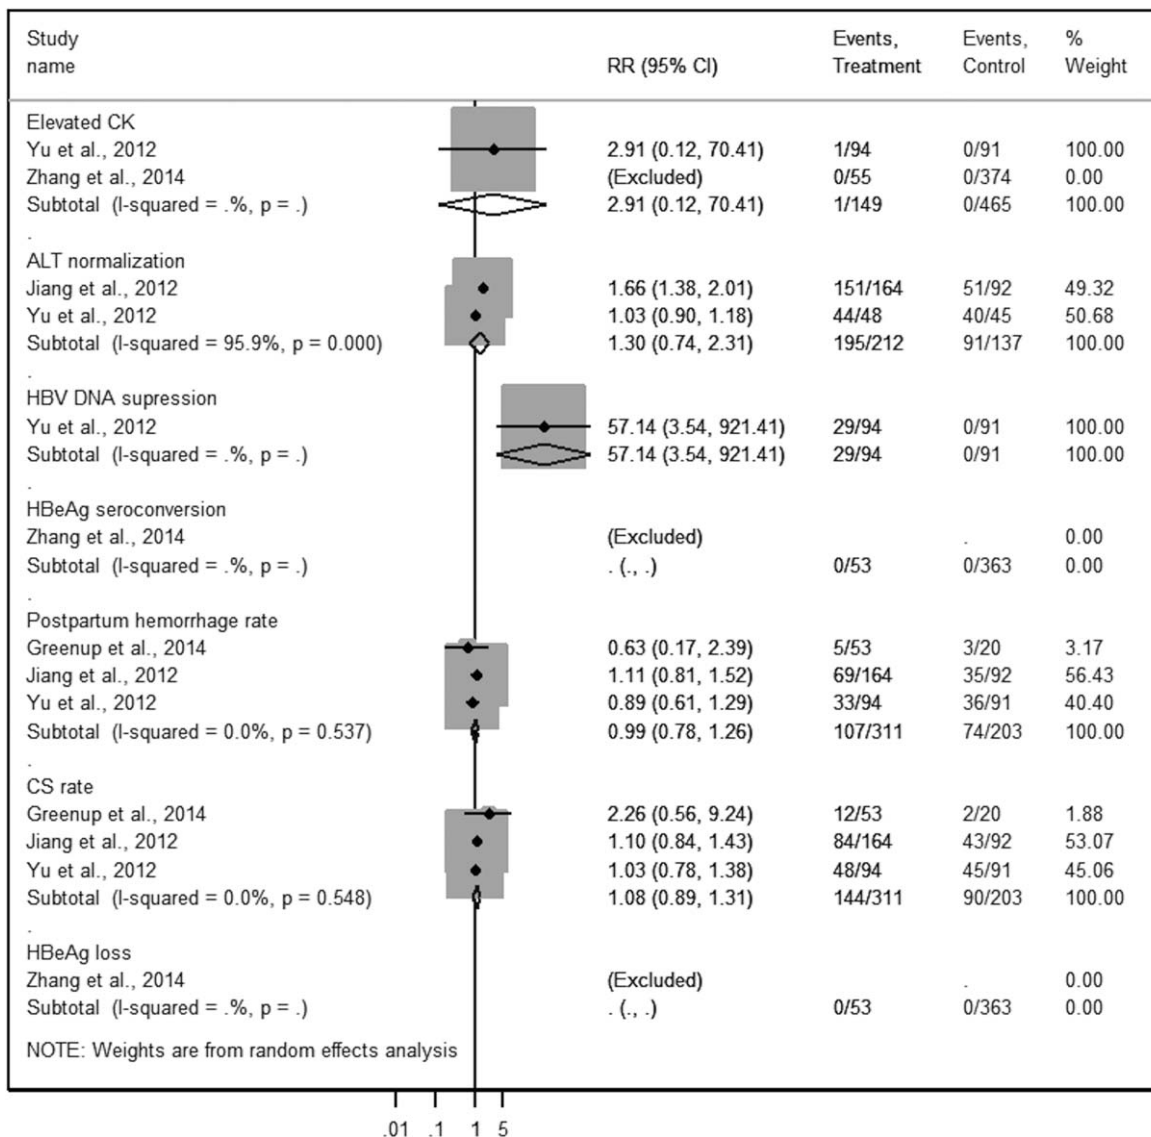 Study Events, Events, %
name RR (95% CI) Treatment Control Weight
Elevated CK
Yu et al., 2012 2.91 (0.12, 70.41) 1/94 0/91 100.00
Zhang et al., 2014 (Excluded) 0/55 0/374 0.00
Subtotal (I-squared = .%, p = .) 2.91 (0.12, 70.41) 1/149 0/465 100.00
.
ALT normalization
Jiang et al., 2012 1.66 (1.38, 2.01) 151/164 51/92 49.32
Yu et al., 2012 1.03 (0.90, 1.18) 44/48 40/45 50.68
Subtotal (I-squared = 95.9%, p = 0.000) 1.30 (0.74, 2.31) 195/212 91/137 100.00
.
HBV DNA supression
Yu et al., 2012 57.14 (3.54, 921.41) 29/94 0/91 100.00
Subtotal (I-squared = .%, p = .) 57.14 (3.54, 921.41) 29/94 0/91 100.00
.
HBeAg seroconversion
Zhang et al., 2014 (Excluded) . 0.00
Subtotal (I-squared = .%, p = .) . (., .) 0/53 0/363 0.00
.
Postpartum hemorrhage rate
Greenup et al., 2014 0.63 (0.17, 2.39) 5/53 3/20 3.17
Jiang et al., 2012 1.11 (0.81, 1.52) 69/164 35/92 56.43
Yu et al., 2012 0.89 (0.61, 1.29) 33/94 36/91 40.40
Subtotal (I-squared = 0.0%, p = 0.537) 0.99 (0.78, 1.26) 107/311 74/203 100.00
.
CS rate
Greenup et al., 2014 2.26 (0.56, 9.24) 12/53 2/20 1.88
Jiang et al., 2012 1.10 (0.84, 1.43) 84/164 43/92 53.07
Yu et al., 2012 1.03 (0.78, 1.38) 48/94 45/91 45.06
Subtotal (I-squared = 0.0%, p = 0.548) 1.08 (0.89, 1.31) 144/311 90/203 100.00
.
HBeAg loss
Zhang et al., 2014 (Excluded) . 0.00
Subtotal (I-squared = .%, p = .) . (., .) 0/53 0/363 0.00
NOTE: Weights are from random effects analysis
.01 .1 1 5